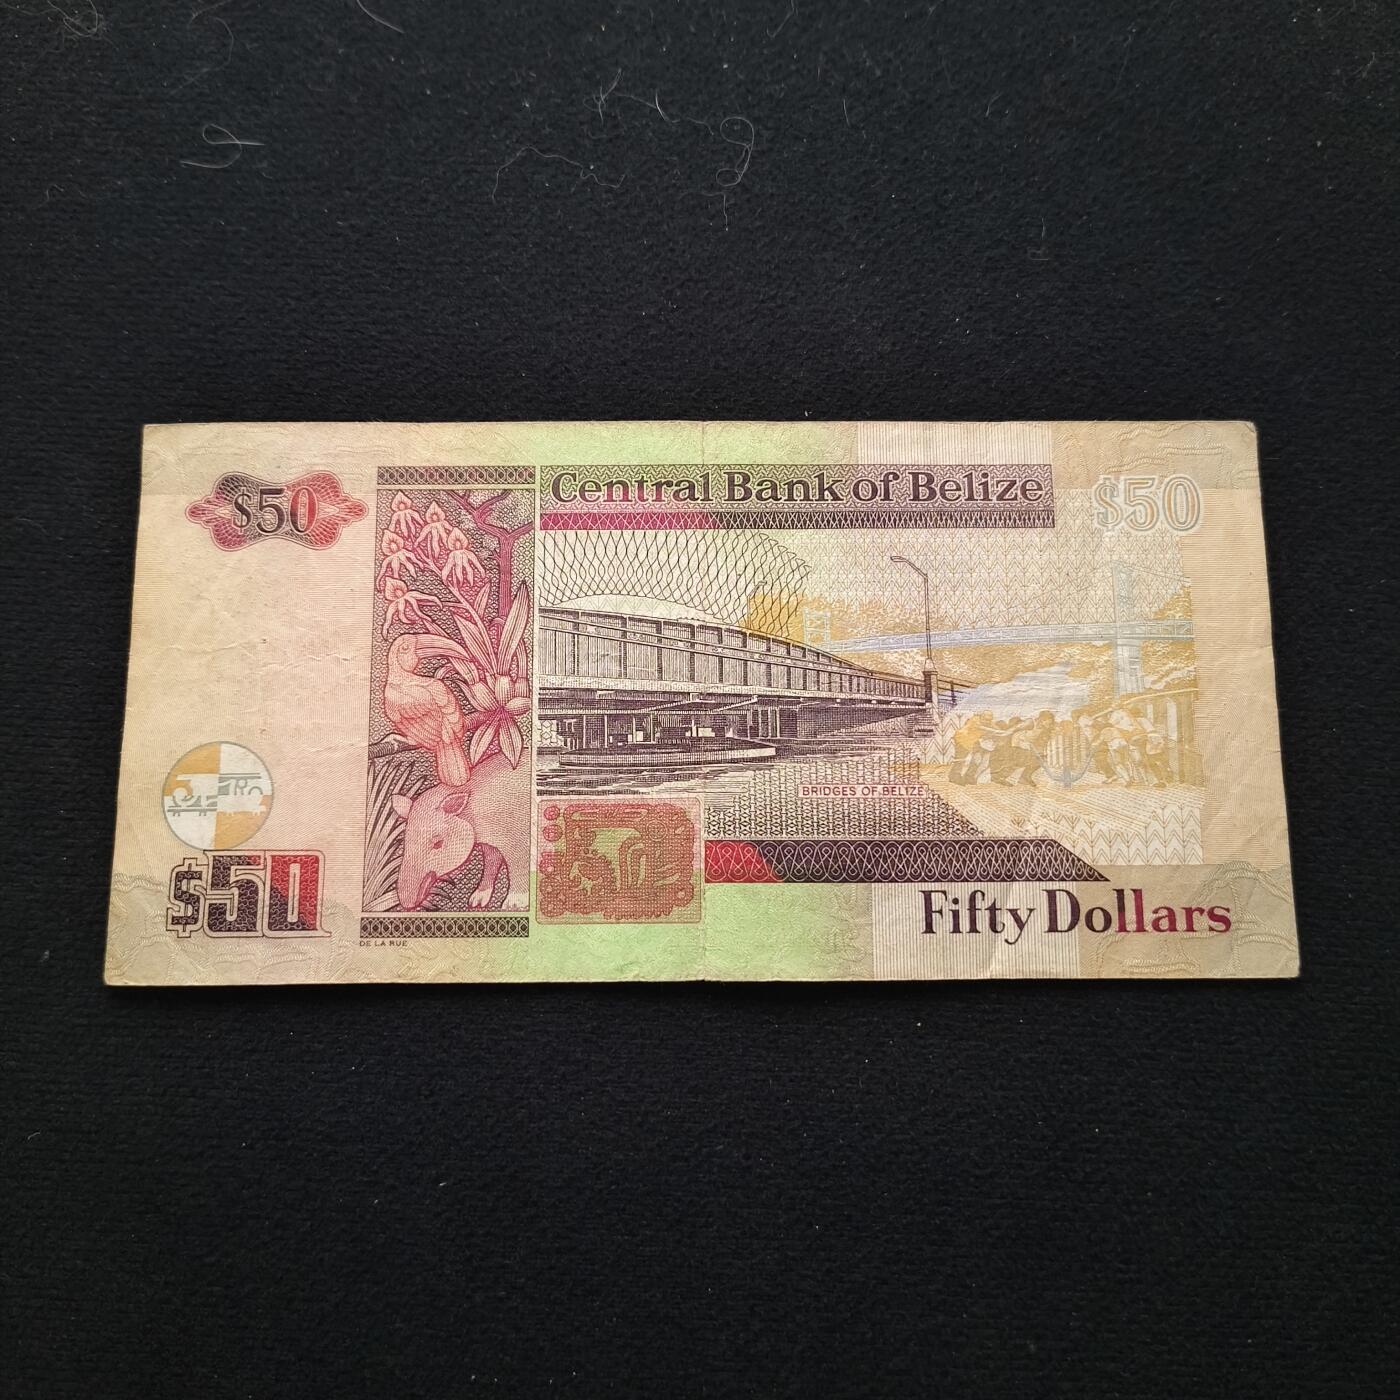 $50
Central Bank of Belize
$50
BRIDGES OF BELIZE
$50
Fifty Dollars
DE LA RUE